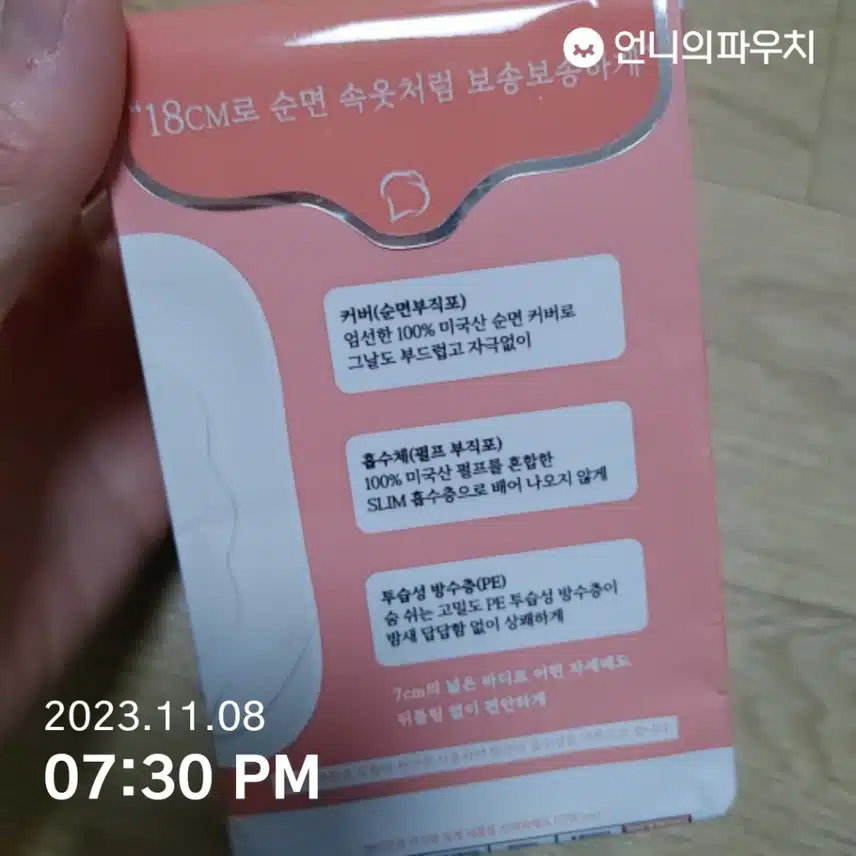 언니의파우치
“18CM로 순면 속옷처럼 보송보송하게
커버(순면부직포)
엄선한 100% 미국산 순면 커버로
그날도 부드럽고 자극없이
흡수체(펄프 부직포)
100% 미국산 펄프를 혼합한
SLIM 흡수층으로 배어 나오지 않게
투습성 방수층(PE)
숨 쉬는 고밀도 PE 투습성 방수층이
밤새 답답함 없이 상쾌하게
7cm의 넓은 바디로 어떤 자세에도
뒤틀림 없이 편안하게
2023.11.08
07:30 PM